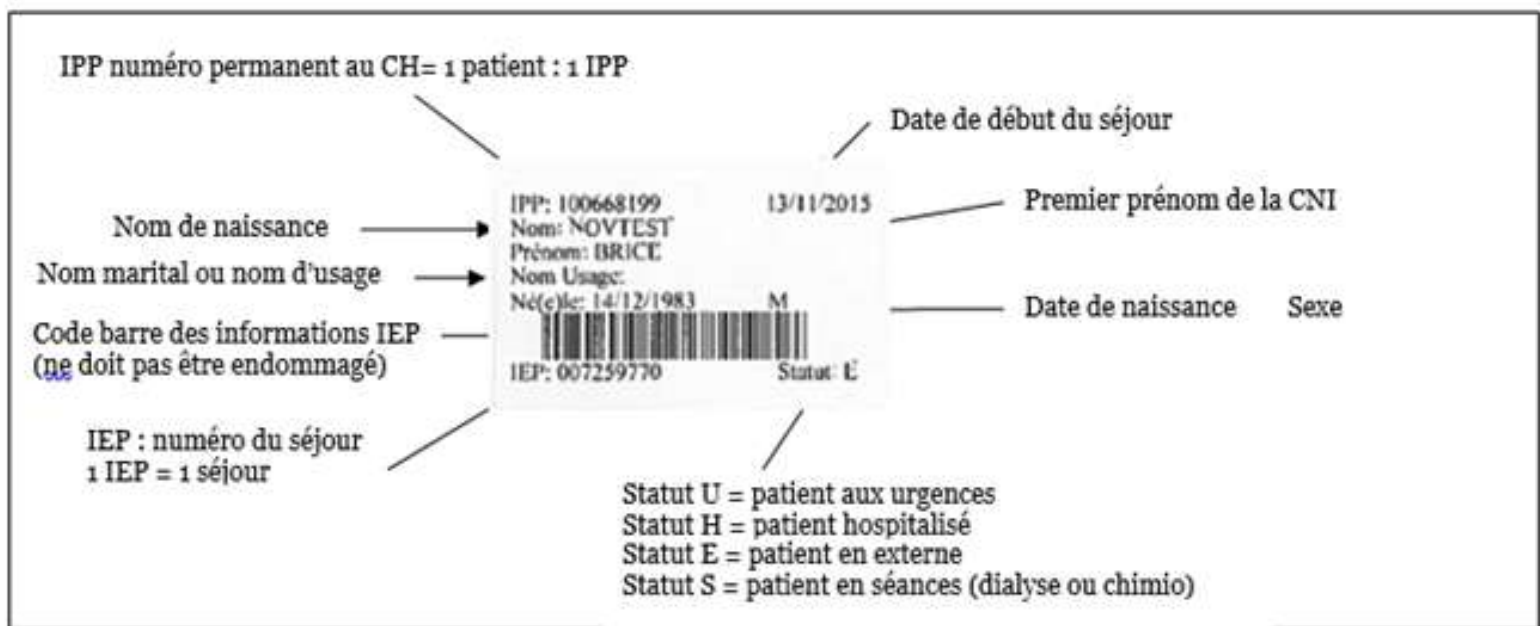 IPP numéro permanent au CH= 1 patient : 1 IPP
Date de début du séjour
IPP: 100668199 13/11/2015
Premier prénom de la CNI
Nom de naissance
Nom: NOVTEST
Prénom: BRICE
Nom marital ou nom d'usage
Nom Usage:
Né(e)le: 14/12/1983 M
Date de naissance Sexe
Code barre des informations IEP
(ne doit pas être endommagé)
IEP: 007259770 Statut: E
IEP : numéro du séjour
1 IEP = 1 séjour
Statut U = patient aux urgences
Statut H = patient hospitalisé
Statut E = patient en externe
Statut S = patient en séances (dialyse ou chimio)